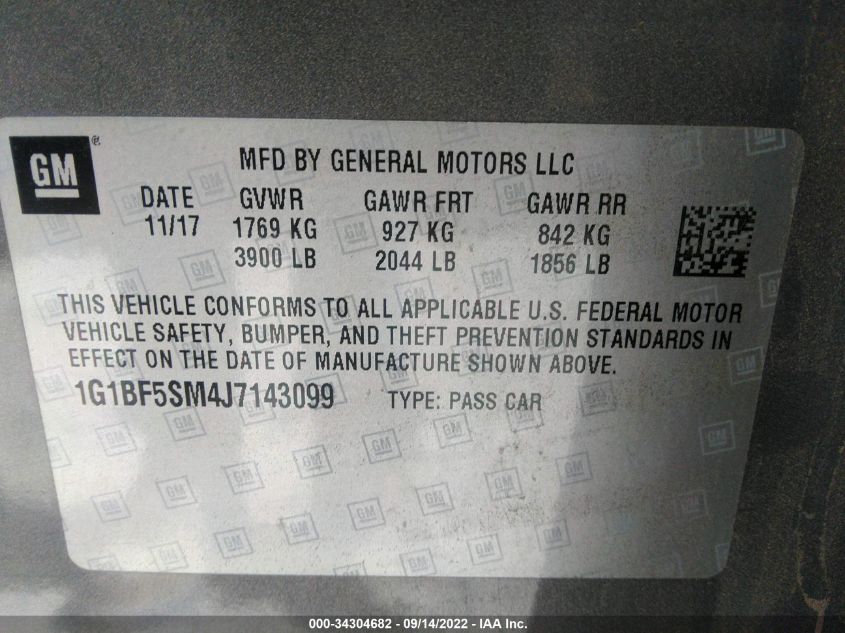 GM®
MFD BY GENERAL MOTORS LLC
DATE GVWR GAWR FRT GAWR RR
11/17 1769 KG 927 KG 842 KG
3900 LB 2044 LB 1856 LB
THIS VEHICLE CONFORMS TO ALL APPLICABLE U.S. FEDERAL MOTOR
VEHICLE SAFETY, BUMPER, AND THEFT PREVENTION STANDARDS IN
EFFECT ON THE DATE OF MANUFACTURE SHOWN ABOVE.
1G1BF5SM4J7143099 TYPE: PASS CAR
000-34304682 - 09/14/2022 - IAA Inc.